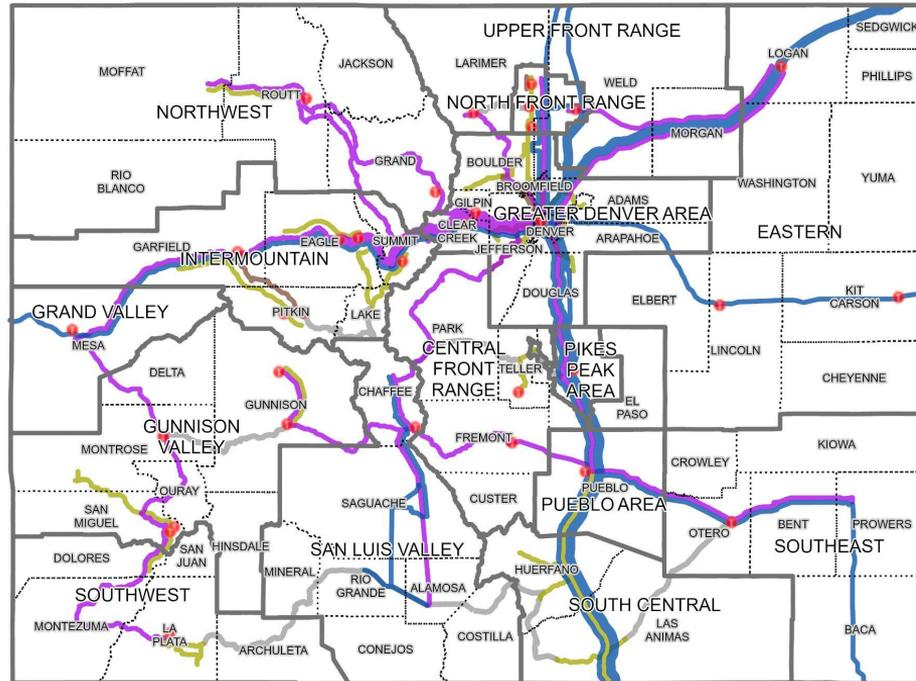 UPPER FRONT RANGE
SEDGWICK
LOGAN
MOFFAT
JACKSON
LARIMER
WELD
PHILLIPS
ROUTT
NORTHWEST
NORTH FRONT RANGE
MORGAN
GRAND
BOULDER
RIO
BLANCO
BROOMFIELD
WASHINGTON
YUMA
GILPIN
ADAMS
GREATER DENVER AREA
CLEAR
CREEK
DENVER
EASTERN
GARFIELD
EAGLE
SUMMIT
JEFFERSON
ARAPAHOE
INTERMOUNTAIN
DOUGLAS
ELBERT
KIT
CARSON
GRAND VALLEY
PITKIN
LAKE
PARK
MESA
CENTRAL
FRONT
RANGE
TELLER
PIKES
PEAK
AREA
LINCOLN
DELTA
CHAFFEE
CHEYENNE
GUNNISON
EL
PASO
GUNNISON
VALLEY
MONTROSE
FREMONT
KIOWA
CROWLEY
OURAY
SAGUACHE
CUSTER
PUEBLO
PUEBLO AREA
SAN
MIGUEL
OTERO
BENT
PROWERS
SOUTHEAST
DOLORES
SAN
JUAN
HINSDALE
SAN LUIS VALLEY
MINERAL
HUERFANO
RIO
GRANDE
ALAMOSA
SOUTHWEST
SOUTH CENTRAL
MONTEZUMA
LA
PLATA
ARCHULETA
CONEJOS
COSTILLA
LAS
ANIMAS
BACA